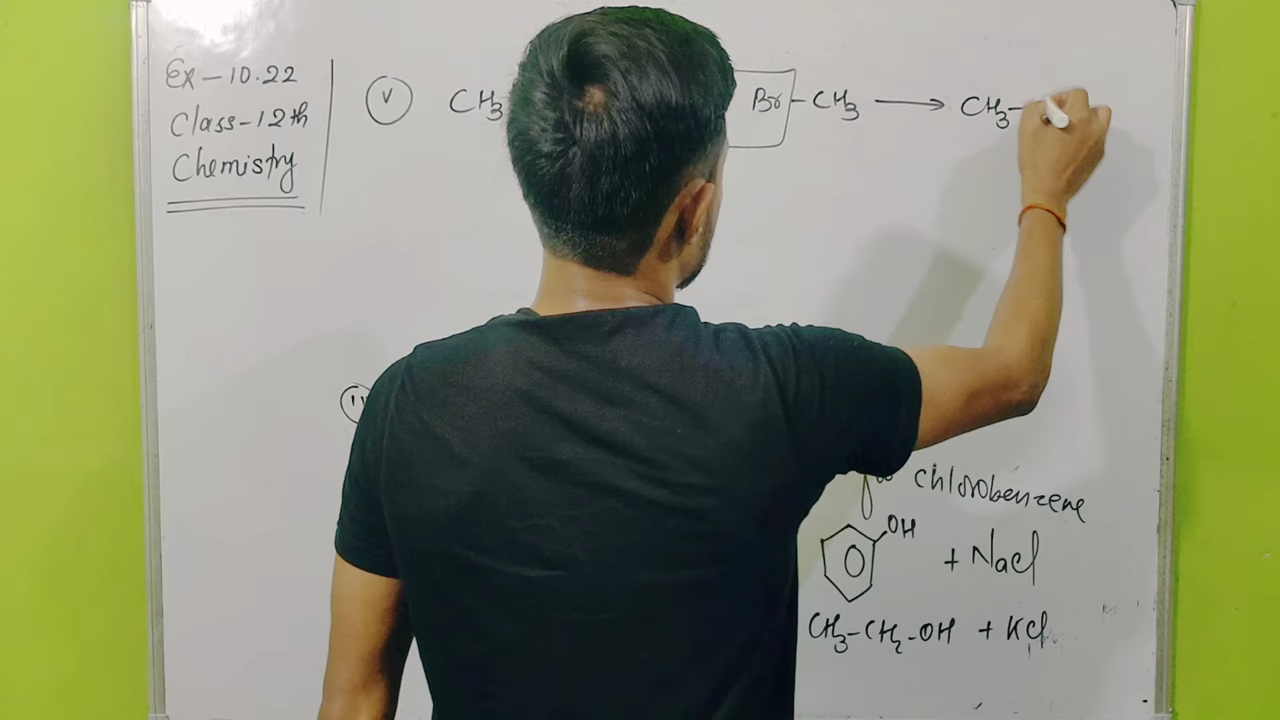 Ex-10.22
Class-12th
Chemistry
(v) CH3 Br-CH3 ⟶ CH3-
chlorobenzene
OH
+ NaCl
CH3-CH2-OH + KCl